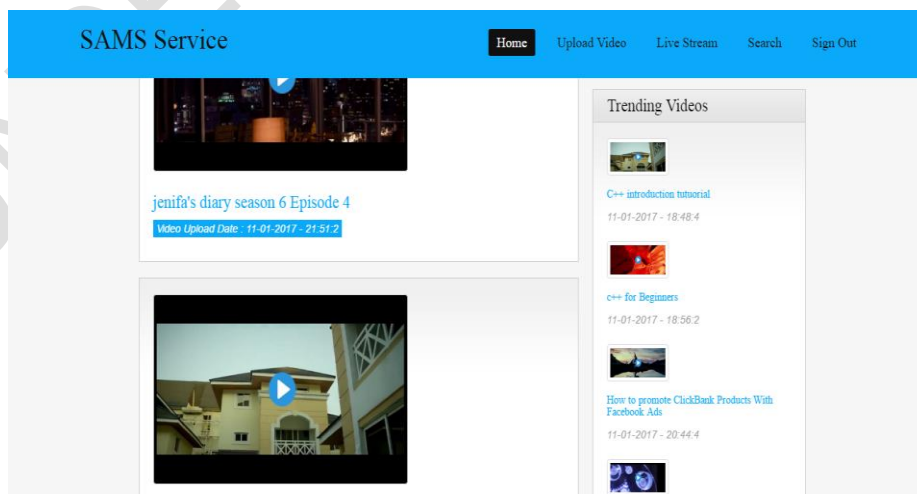 SAMS Service
Home Upload Video Live Stream Search Sign Out
jenifa's diary season 6 Episode 4
Video Upload Date : 11-01-2017 - 21:51:2
Trending Videos
C++ introduction tutuorial
11-01-2017 - 18:48:4
c++ for Beginners
11-01-2017 - 18:56:2
How to promote ClickBank Products With
Facebook Ads
11-01-2017 - 20:44:4